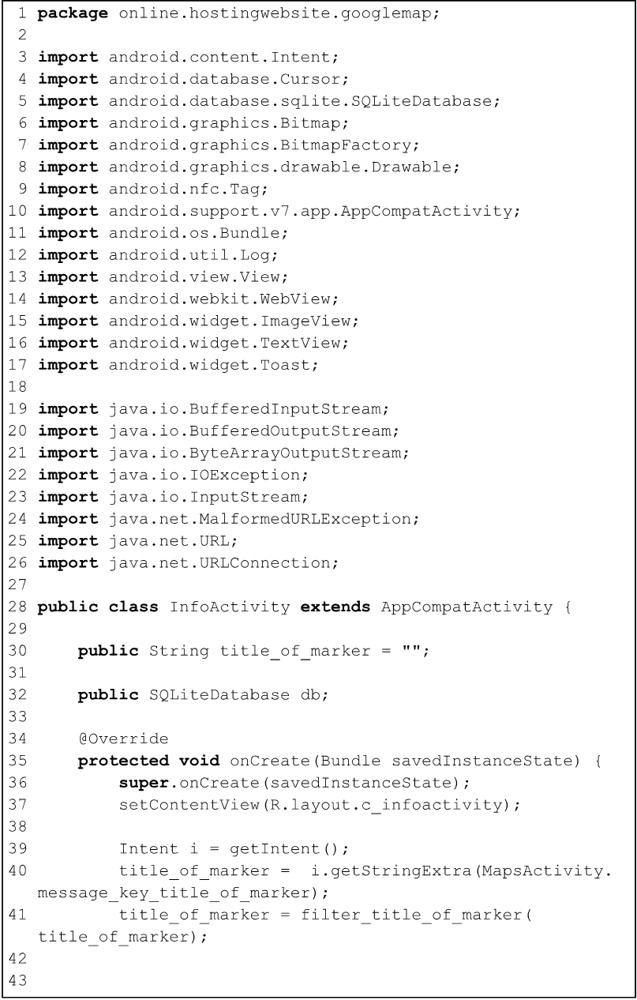 1 package online.hostingwebsite.googlemap;
2
3 import android.content.Intent;
4 import android.database.Cursor;
5 import android.database.sqlite.SQLiteDatabase;
6 import android.graphics.Bitmap;
7 import android.graphics.BitmapFactory;
8 import android.graphics.drawable.Drawable;
9 import android.nfc.Tag;
10 import android.support.v7.app.AppCompatActivity;
11 import android.os.Bundle;
12 import android.util.Log;
13 import android.view.View;
14 import android.webkit.WebView;
15 import android.widget.ImageView;
16 import android.widget.TextView;
17 import android.widget.Toast;
18
19 import java.io.BufferedInputStream;
20 import java.io.BufferedOutputStream;
21 import java.io.ByteArrayOutputStream;
22 import java.io.IOException;
23 import java.io.InputStream;
24 import java.net.MalformedURLException;
25 import java.net.URL;
26 import java.net.URLConnection;
27
28 public class InfoActivity extends AppCompatActivity {
29
30     public String title_of_marker = "";
31
32     public SQLiteDatabase db;
33
34     @Override
35     protected void onCreate(Bundle savedInstanceState) {
36         super.onCreate(savedInstanceState);
37         setContentView(R.layout.c_infoactivity);
38
39         Intent i = getIntent();
40         title_of_marker =  i.getStringExtra(MapsActivity.
message_key_title_of_marker);
41         title_of_marker = filter_title_of_marker(
title_of_marker);
42
43